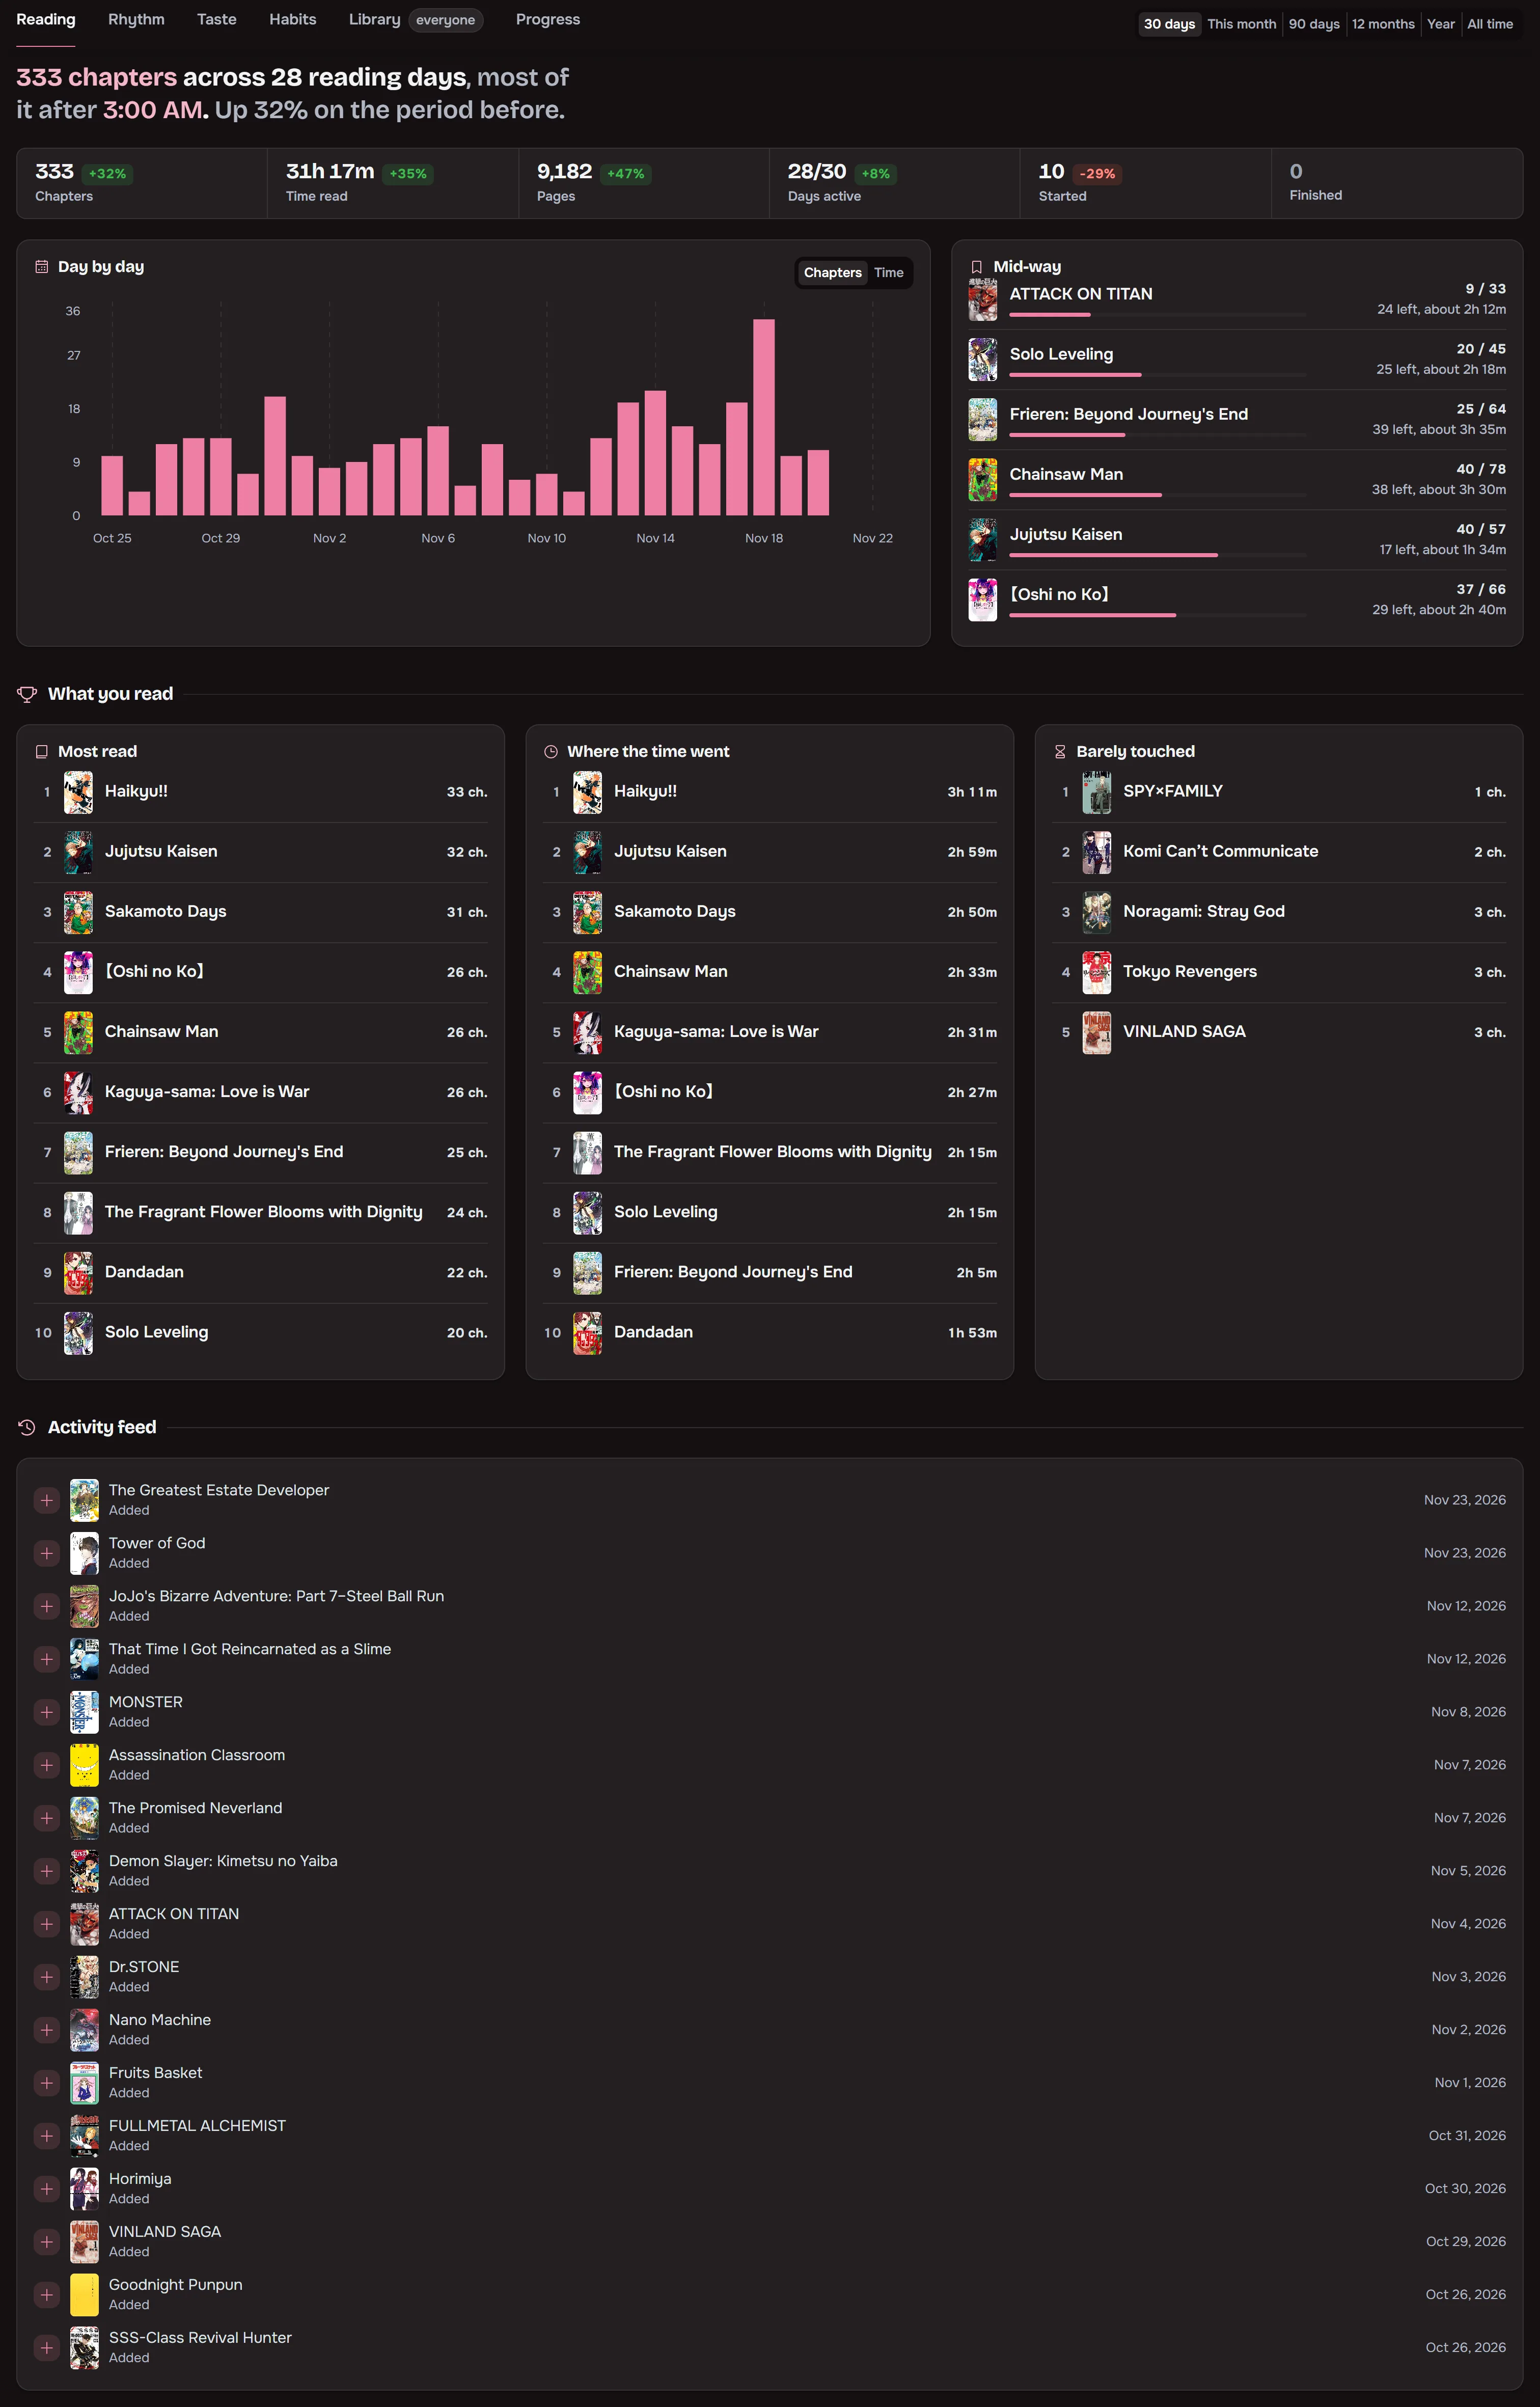 Reading Rhythm Taste Habits Library everyone Progress
30 days This month 90 days 12 months Year All time
333 chapters across 28 reading days, most of
it after 3:00 AM. Up 32% on the period before.
333 +32%
Chapters
31h 17m +35%
Time read
9,182 +47%
Pages
28/30 +8%
Days active
10 -29%
Started
0
Finished
Day by day
Chapters Time
36
27
18
9
0
Oct 25 Oct 29 Nov 2 Nov 6 Nov 10 Nov 14 Nov 18 Nov 22
Mid-way
ATTACK ON TITAN
9 / 33
24 left, about 2h 12m
Solo Leveling
20 / 45
25 left, about 2h 18m
Frieren: Beyond Journey's End
25 / 64
39 left, about 3h 35m
Chainsaw Man
40 / 78
38 left, about 3h 30m
Jujutsu Kaisen
40 / 57
17 left, about 1h 34m
【Oshi no Ko】
37 / 66
29 left, about 2h 40m
What you read
Most read
1 Haikyu!! 33 ch.
2 Jujutsu Kaisen 32 ch.
3 Sakamoto Days 31 ch.
4 【Oshi no Ko】 26 ch.
5 Chainsaw Man 26 ch.
6 Kaguya-sama: Love is War 26 ch.
7 Frieren: Beyond Journey's End 25 ch.
8 The Fragrant Flower Blooms with Dignity 24 ch.
9 Dandadan 22 ch.
10 Solo Leveling 20 ch.
Where the time went
1 Haikyu!! 3h 11m
2 Jujutsu Kaisen 2h 59m
3 Sakamoto Days 2h 50m
4 Chainsaw Man 2h 33m
5 Kaguya-sama: Love is War 2h 31m
6 【Oshi no Ko】 2h 27m
7 The Fragrant Flower Blooms with Dignity 2h 15m
8 Solo Leveling 2h 15m
9 Frieren: Beyond Journey's End 2h 5m
10 Dandadan 1h 53m
Barely touched
1 SPY×FAMILY 1 ch.
2 Komi Can’t Communicate 2 ch.
3 Noragami: Stray God 3 ch.
4 Tokyo Revengers 3 ch.
5 VINLAND SAGA 3 ch.
Activity feed
The Greatest Estate Developer
Added
Nov 23, 2026
Tower of God
Added
Nov 23, 2026
JoJo's Bizarre Adventure: Part 7–Steel Ball Run
Added
Nov 12, 2026
That Time I Got Reincarnated as a Slime
Added
Nov 12, 2026
MONSTER
Added
Nov 8, 2026
Assassination Classroom
Added
Nov 7, 2026
The Promised Neverland
Added
Nov 7, 2026
Demon Slayer: Kimetsu no Yaiba
Added
Nov 5, 2026
ATTACK ON TITAN
Added
Nov 4, 2026
Dr.STONE
Added
Nov 3, 2026
Nano Machine
Added
Nov 2, 2026
Fruits Basket
Added
Nov 1, 2026
FULLMETAL ALCHEMIST
Added
Oct 31, 2026
Horimiya
Added
Oct 30, 2026
VINLAND SAGA
Added
Oct 29, 2026
Goodnight Punpun
Added
Oct 26, 2026
SSS-Class Revival Hunter
Added
Oct 26, 2026